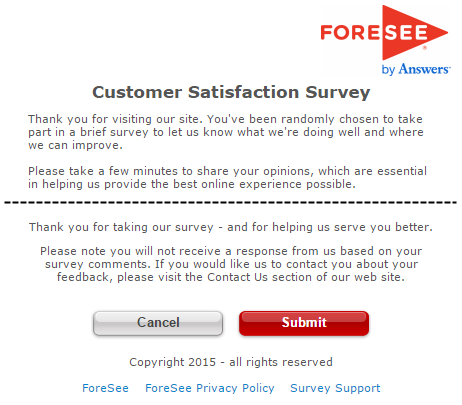 FORESEE
by Answers
Customer Satisfaction Survey
Thank you for visiting our site. You've been randomly chosen to take
part in a brief survey to let us know what we're doing well and where
we can improve.
Please take a few minutes to share your opinions, which are essential
in helping us provide the best online experience possible.
Thank you for taking our survey - and for helping us serve you better.
Please note you will not receive a response from us based on your
survey comments. If you would like us to contact you about your
feedback, please visit the Contact Us section of our web site.
Cancel Submit
Copyright 2015 - all rights reserved
ForeSee ForeSee Privacy Policy Survey Support